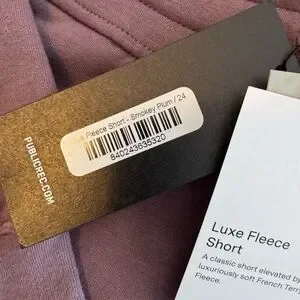 Fleece Short - Smokey Plum / 24
840243635320
PUBLICREC.COM
Luxe Fleece
Short
A classic short elevated by
luxuriously soft French Terry
Fleece.